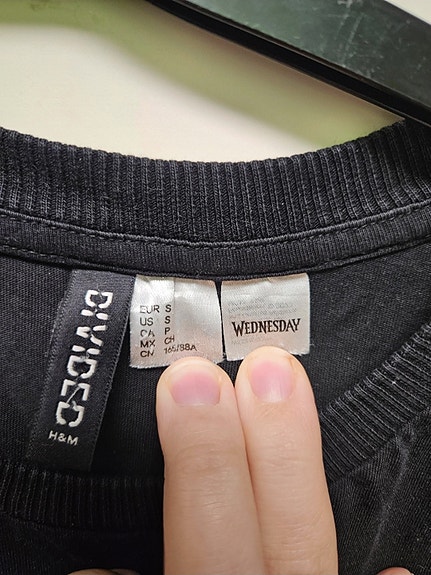 DIVIDED
H&M
EUR S
US S
CA P
MX CH
CN 165/88A
WEDNESDAY